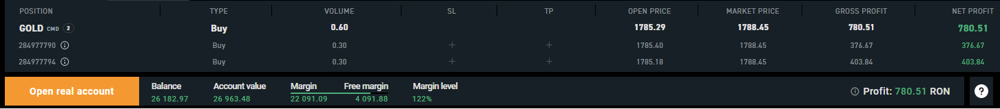 POSITION TYPE VOLUME SL TP OPEN PRICE MARKET PRICE GROSS PROFIT NET PROFIT
GOLD CMD 2 Buy 0.60 1785.29 1788.45 780.51 780.51
284977790 Buy 0.30 + + 1785.40 1788.45 376.67 376.67
284977794 Buy 0.30 + + 1785.18 1788.45 403.84 403.84
Open real account Balance Account value Margin Free margin Margin level Profit: 780.51 RON ?
26 182.97 26 963.48 22 091.09 4 091.88 122%